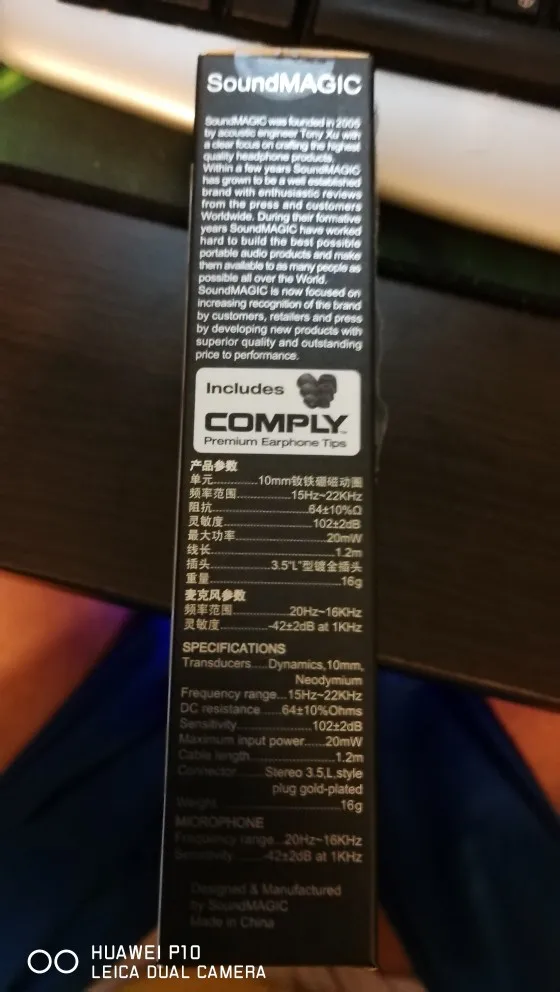 SoundMAGIC
SoundMAGIC was founded in 2005
by acoustic engineer Tony Xu with
a clear focus on crafting the highest
quality headphone products.
Within a few years SoundMAGIC
has grown to be a well established
brand with enthusiastic reviews
from the press and customers
Worldwide. During their formative
years SoundMAGIC have worked
hard to build the best possible
portable audio products and make
them available to as many people as
possible all over the World.
SoundMAGIC is now focused on
increasing recognition of the brand
by customers, retailers and press
by developing new products with
superior quality and outstanding
price to performance.
Includes
COMPLY™
Premium Earphone Tips
产品参数
单元..............10mm钕铁硼磁动圈
频率范围..............15Hz~22KHz
阻抗..............64±10%Ω
灵敏度..............102±2dB
最大功率..............20mW
线长..............1.2m
插头..............3.5"L"型镀金插头
重量..............16g
麦克风参数
频率范围..............20Hz~16KHz
灵敏度..............-42±2dB at 1KHz
SPECIFICATIONS
Transducers.....Dynamics,10mm,
Neodymium
Frequency range...15Hz~22KHz
DC resistance.....64±10%Ohms
Sensitivity..............102±2dB
Maximum input power......20mW
Cable length..............1.2m
Connector.......Stereo 3.5,L,style
plug gold-plated
Weight..............16g
MICROPHONE
Frequency range...20Hz~16KHz
Sensitivity........-42±2dB at 1KHz
Designed & Manufactured
by SoundMAGIC
Made in China
HUAWEI P10
LEICA DUAL CAMERA